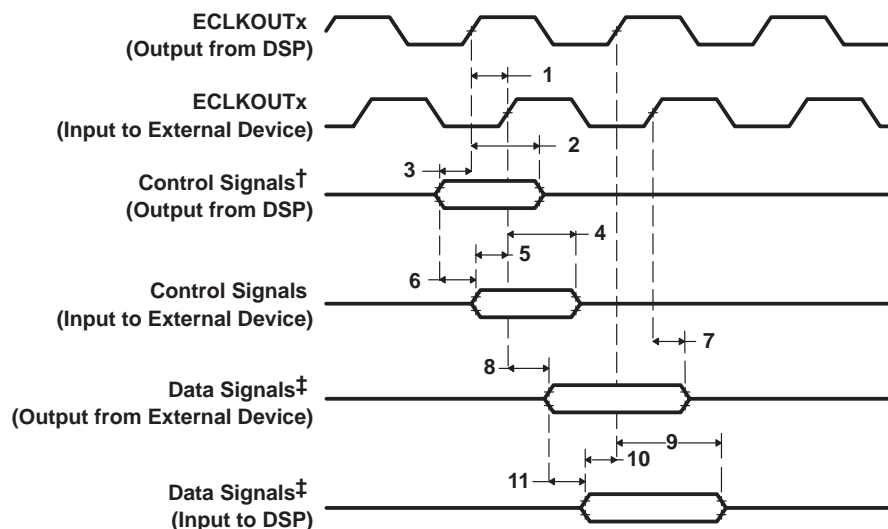 ECLKOUTx
(Output from DSP)
1
ECLKOUTx
(Input to External Device)
2
3
Control Signals†
(Output from DSP)
4
5
6
Control Signals
(Input to External Device)
7
8
Data Signals‡
(Output from External Device)
9
10
11
Data Signals‡
(Input to DSP)